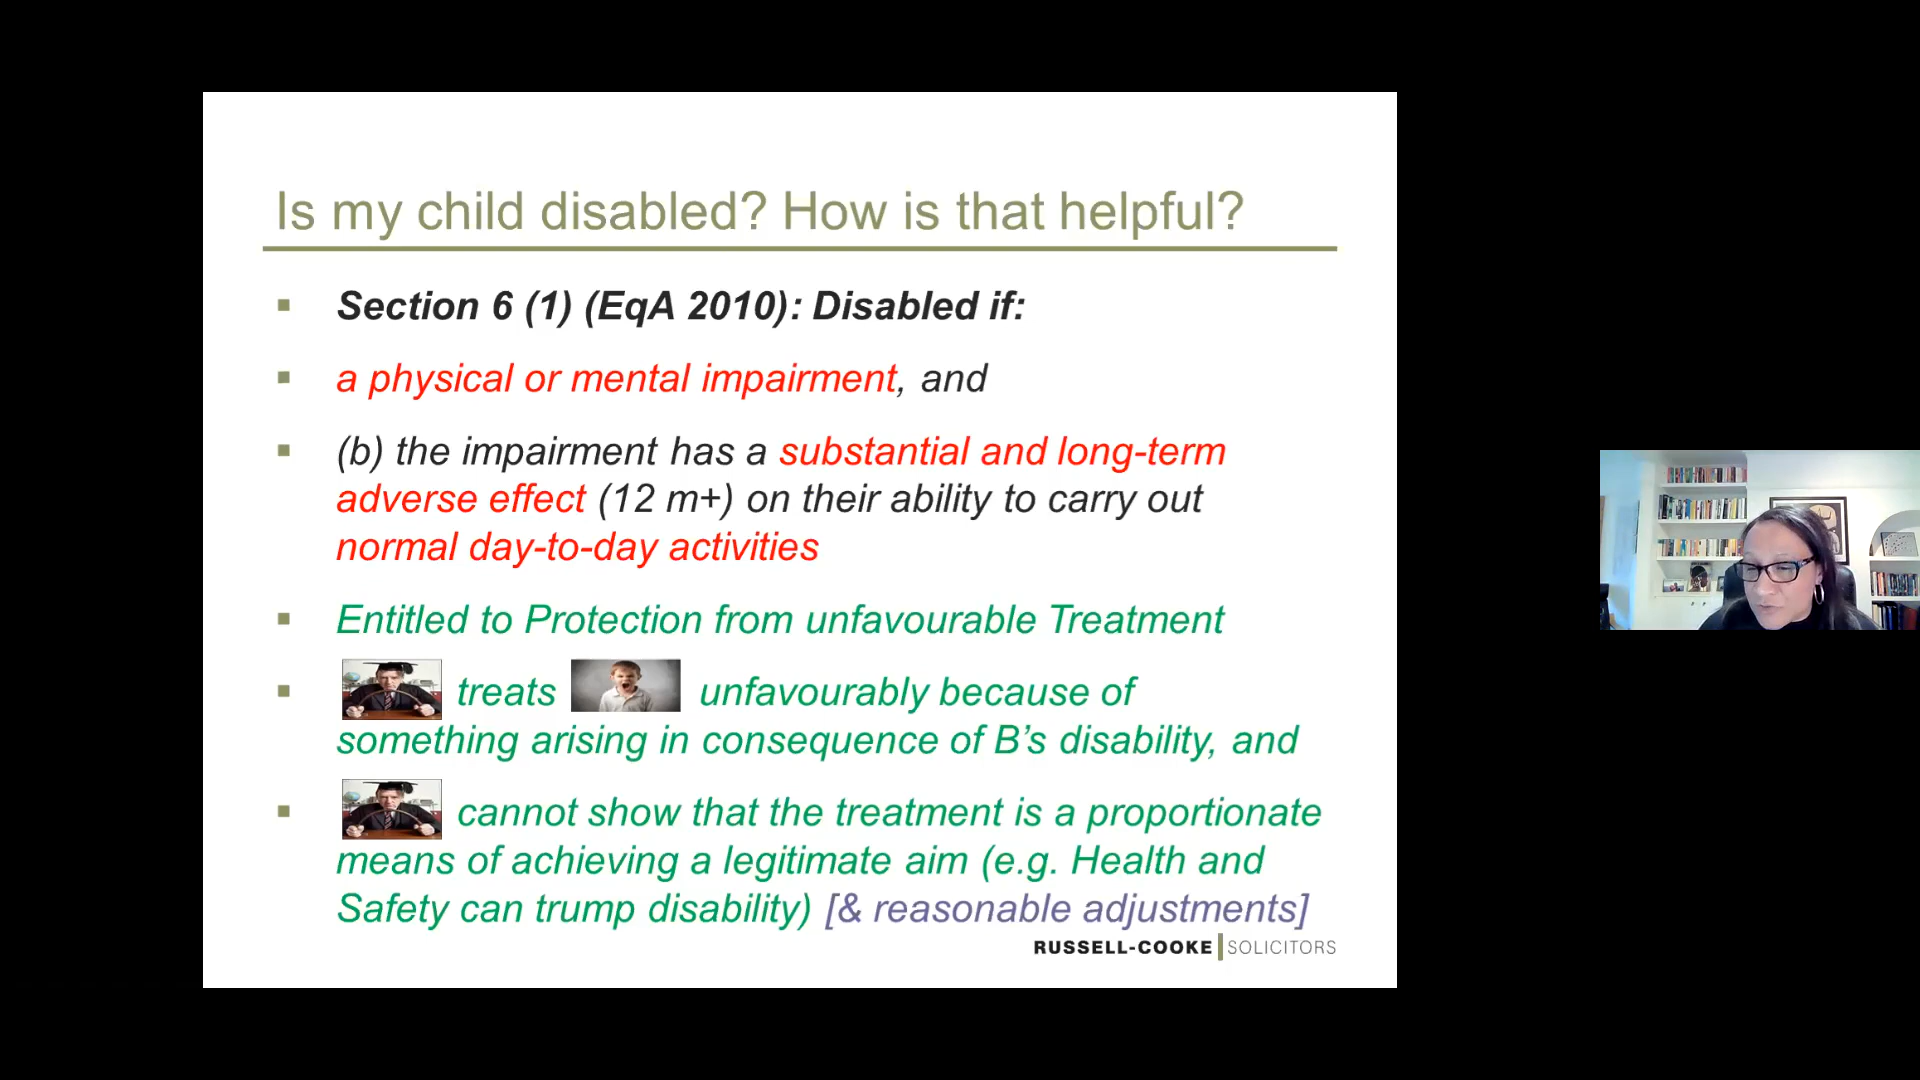 Is my child disabled? How is that helpful?
Section 6 (1) (EqA 2010): Disabled if:
a physical or mental impairment, and
(b) the impairment has a substantial and long-term
adverse effect (12 m+) on their ability to carry out
normal day-to-day activities
Entitled to Protection from unfavourable Treatment
treats unfavourably because of
something arising in consequence of B’s disability, and
cannot show that the treatment is a proportionate
means of achieving a legitimate aim (e.g. Health and
Safety can trump disability) [& reasonable adjustments]
RUSSELL-COOKE SOLICITORS